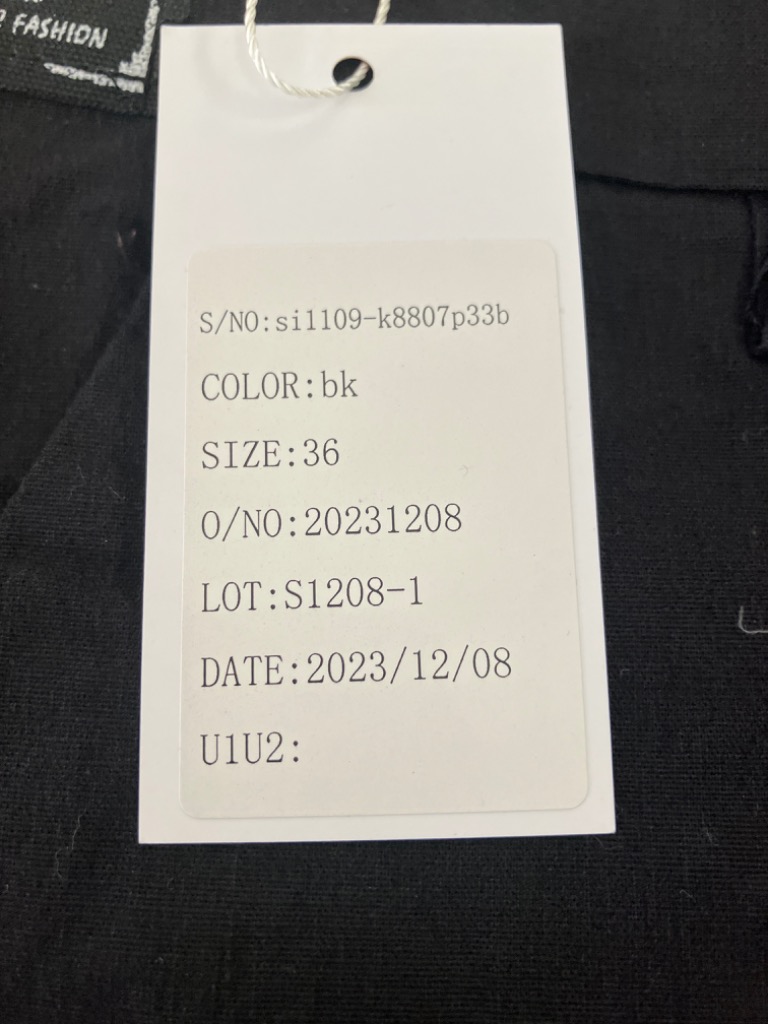 FASHION
S/NO:si1109-k8807p33b
COLOR:bk
SIZE:36
O/NO:20231208
LOT:S1208-1
DATE:2023/12/08
U1U2: